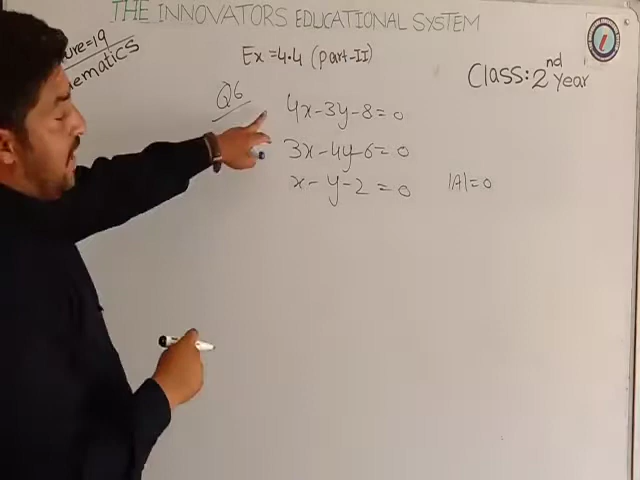 THE INNOVATORS EDUCATIONAL SYSTEM
ure=19
ematics
Ex=4.4 (part-II)
Class: 2nd year
Q6
4x-3y-8=0
3x-4y-6=0
x-y-2=0 |A|=0